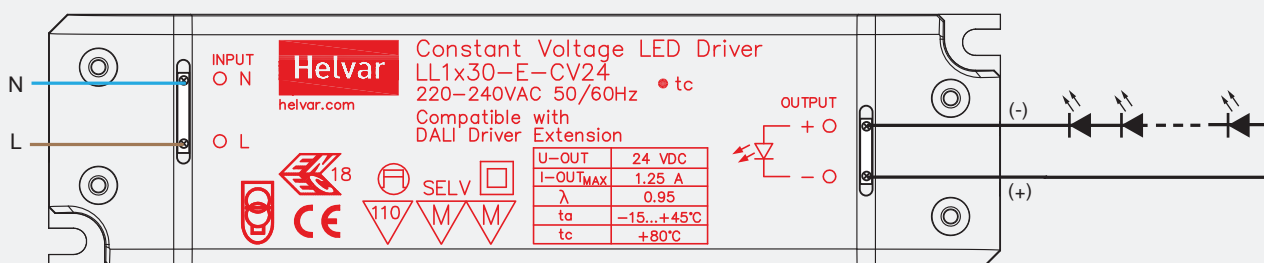 N
L
INPUT
N
L
Helvar
helvar.com
Constant Voltage LED Driver
LL1x30-E-CV24
220-240VAC 50/60Hz
tc
Compatible with
DALI Driver Extension
18
110
SELV
M
M
CE
U-OUT 24 VDC
I-OUTMAX 1.25 A
λ 0.95
ta -15...+45°C
tc +80°C
OUTPUT
+
-
(-)
(+)